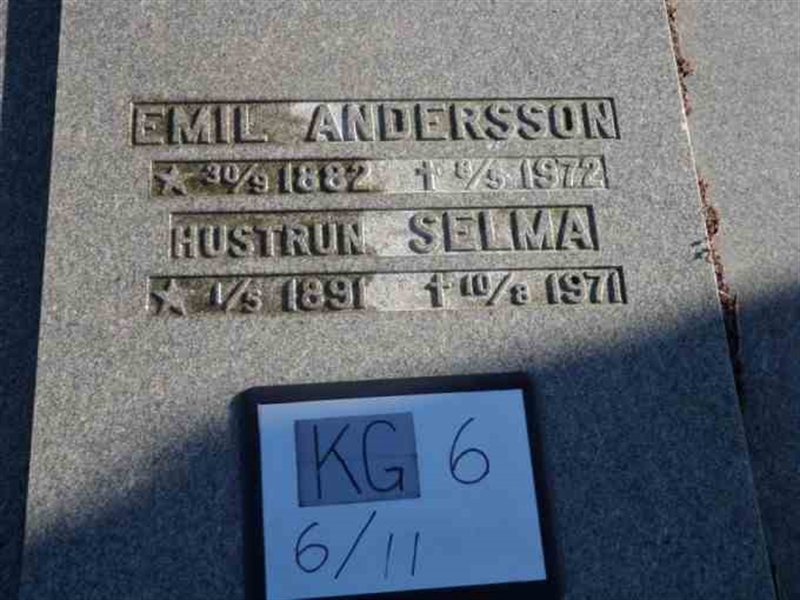 EMIL ANDERSSON
★ 30/9 1882 † 8/5 1972
HUSTRUN SELMA
★ 1/5 1891 † 10/8 1971
KG 6
6/11